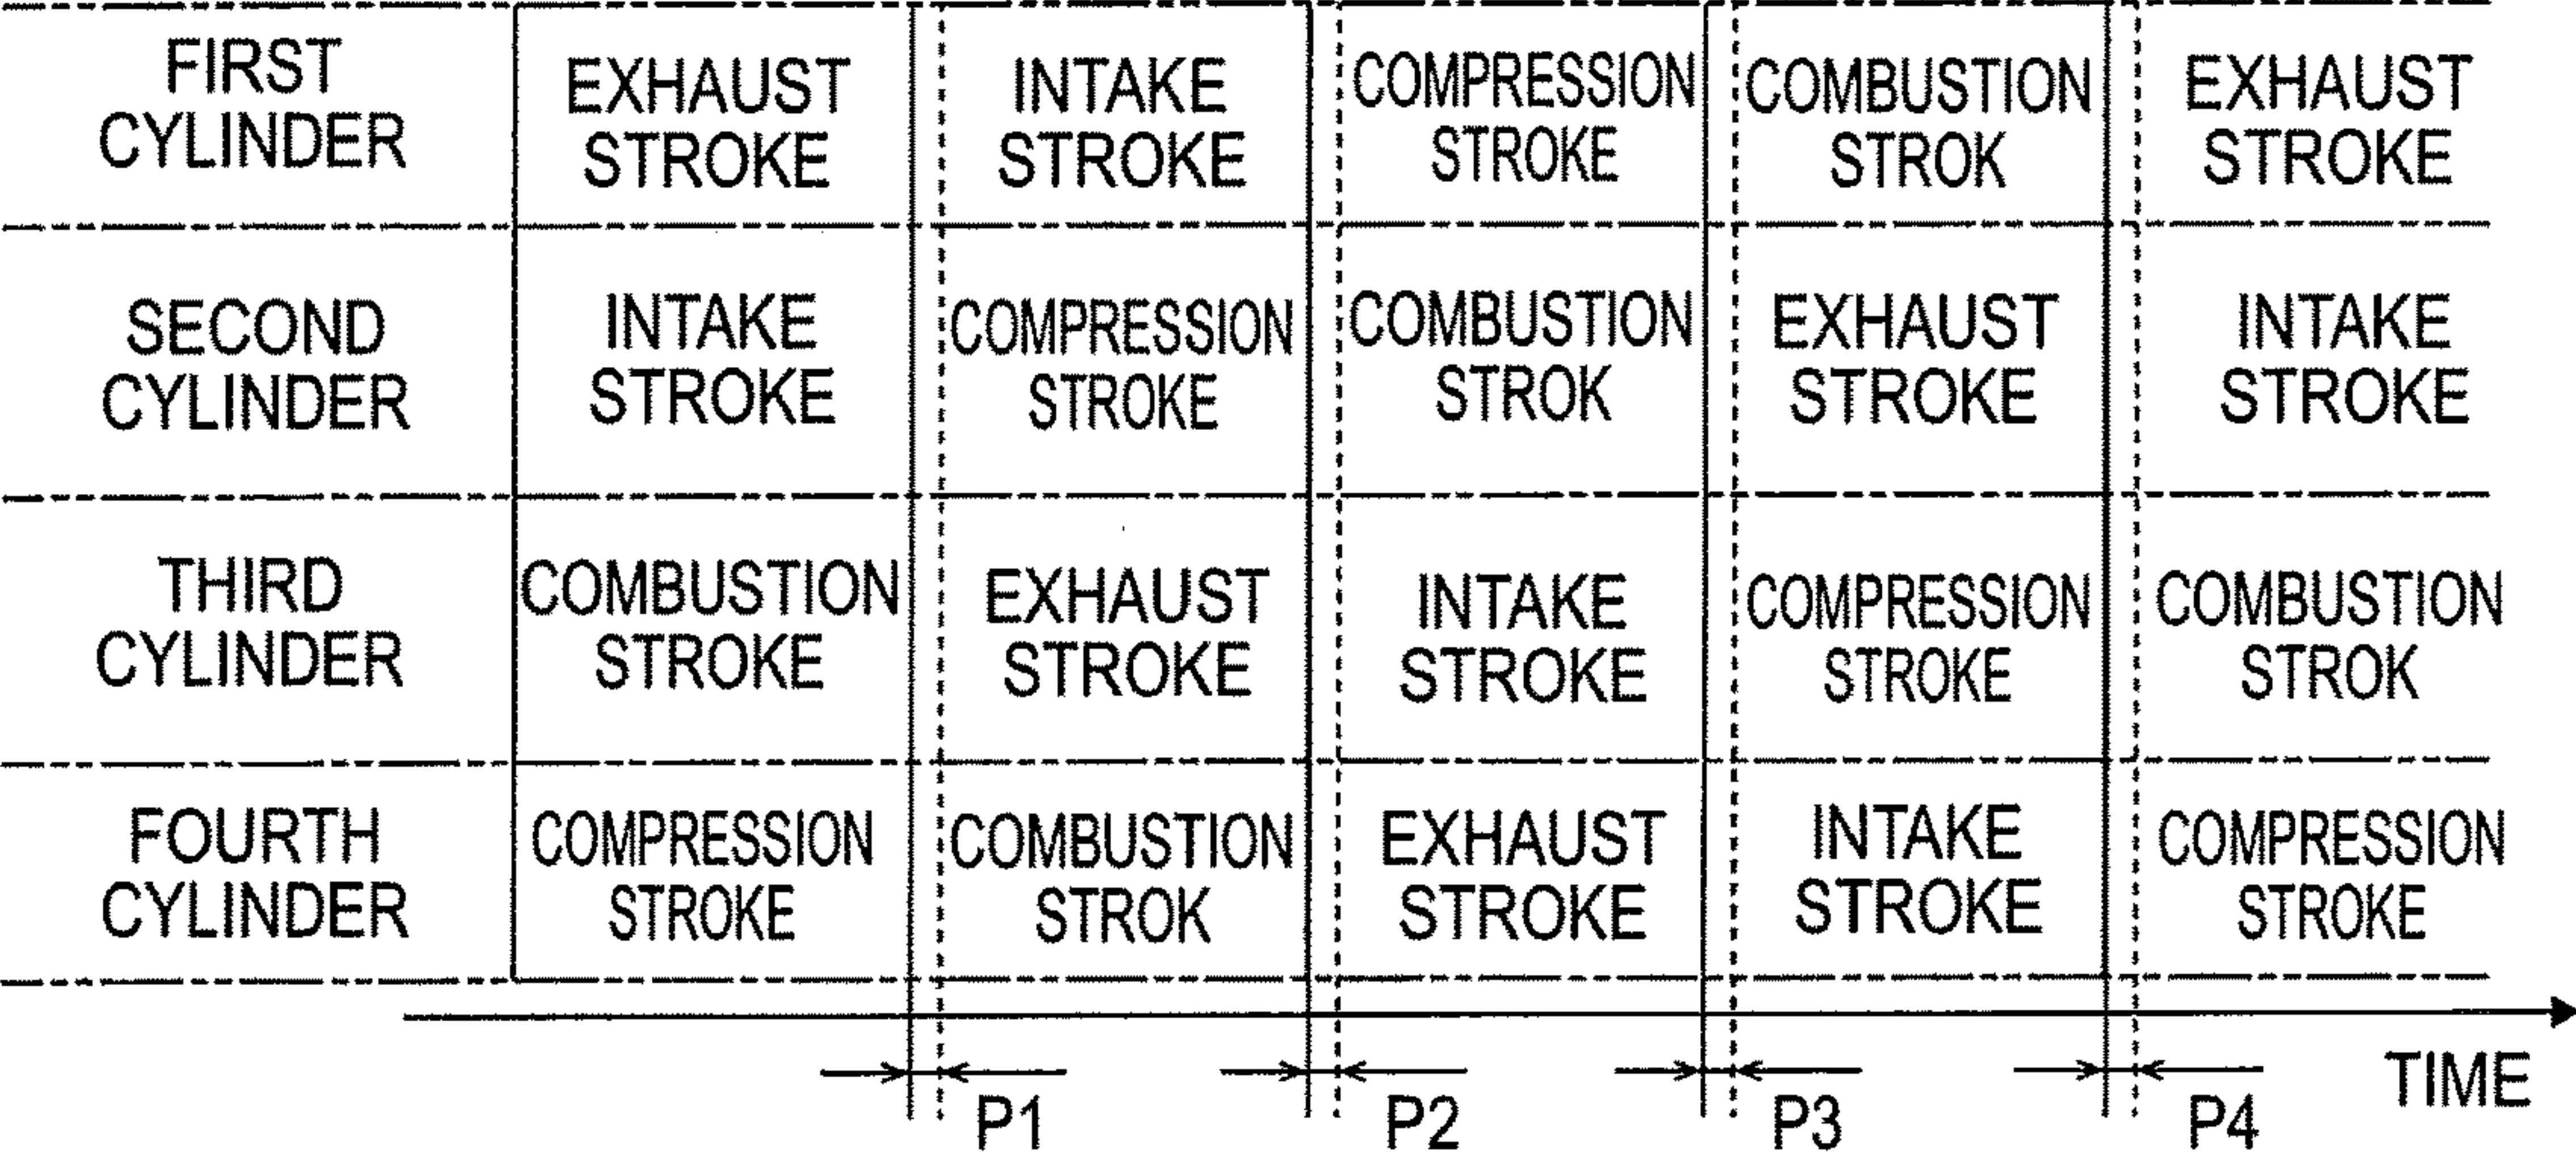 FIRST
CYLINDER
EXHAUST
STROKE
INTAKE
STROKE
COMPRESSION
STROKE
COMBUSTION
STROK
EXHAUST
STROKE
SECOND
CYLINDER
INTAKE
STROKE
COMPRESSION
STROKE
COMBUSTION
STROK
EXHAUST
STROKE
INTAKE
STROKE
THIRD
CYLINDER
COMBUSTION
STROKE
EXHAUST
STROKE
INTAKE
STROKE
COMPRESSION
STROKE
COMBUSTION
STROK
FOURTH
CYLINDER
COMPRESSION
STROKE
COMBUSTION
STROK
EXHAUST
STROKE
INTAKE
STROKE
COMPRESSION
STROKE
TIME
P1
P2
P3
P4